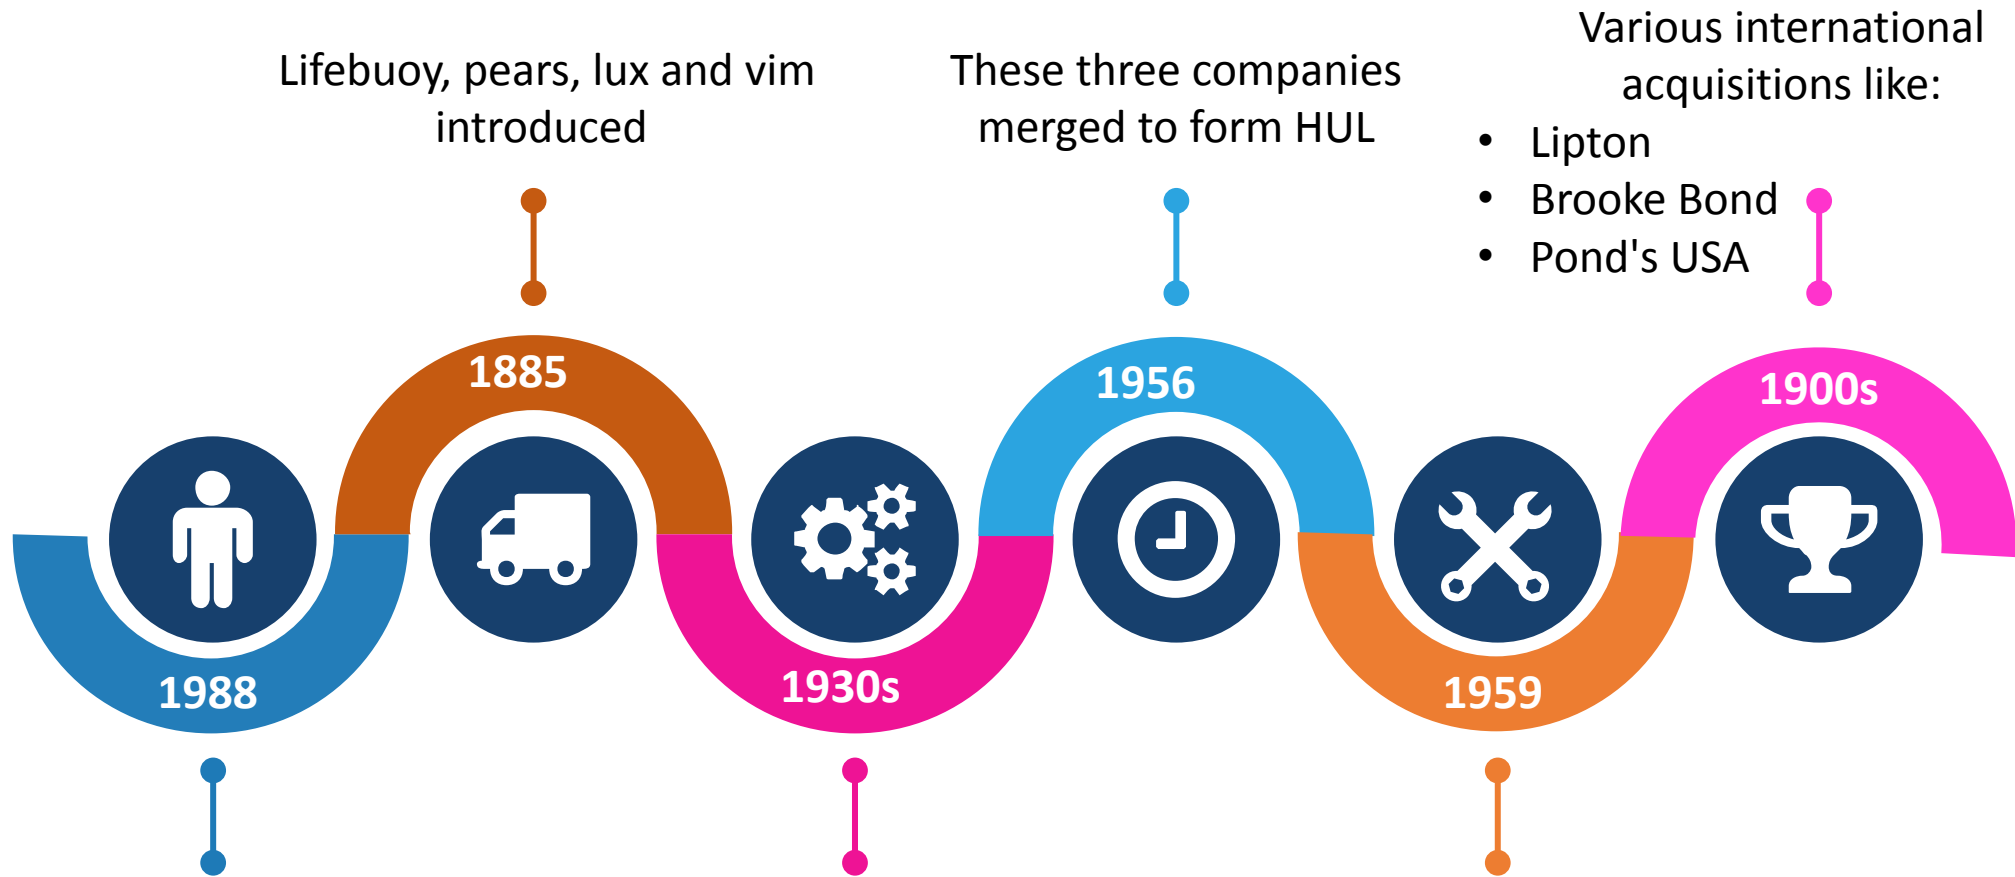 Lifebuoy, pears, lux and vim
introduced
These three companies
merged to form HUL
Various international
acquisitions like:
• Lipton
• Brooke Bond
• Pond's USA
1988
1885
1930s
1956
1959
1900s